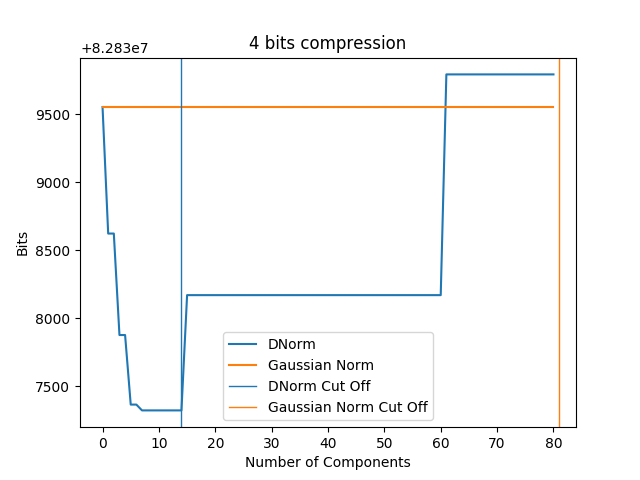 4 bits compression
+8.283e7
9500
9000
8500
8000
7500
Bits
DNorm
Gaussian Norm
DNorm Cut Off
Gaussian Norm Cut Off
0 10 20 30 40 50 60 70 80
Number of Components